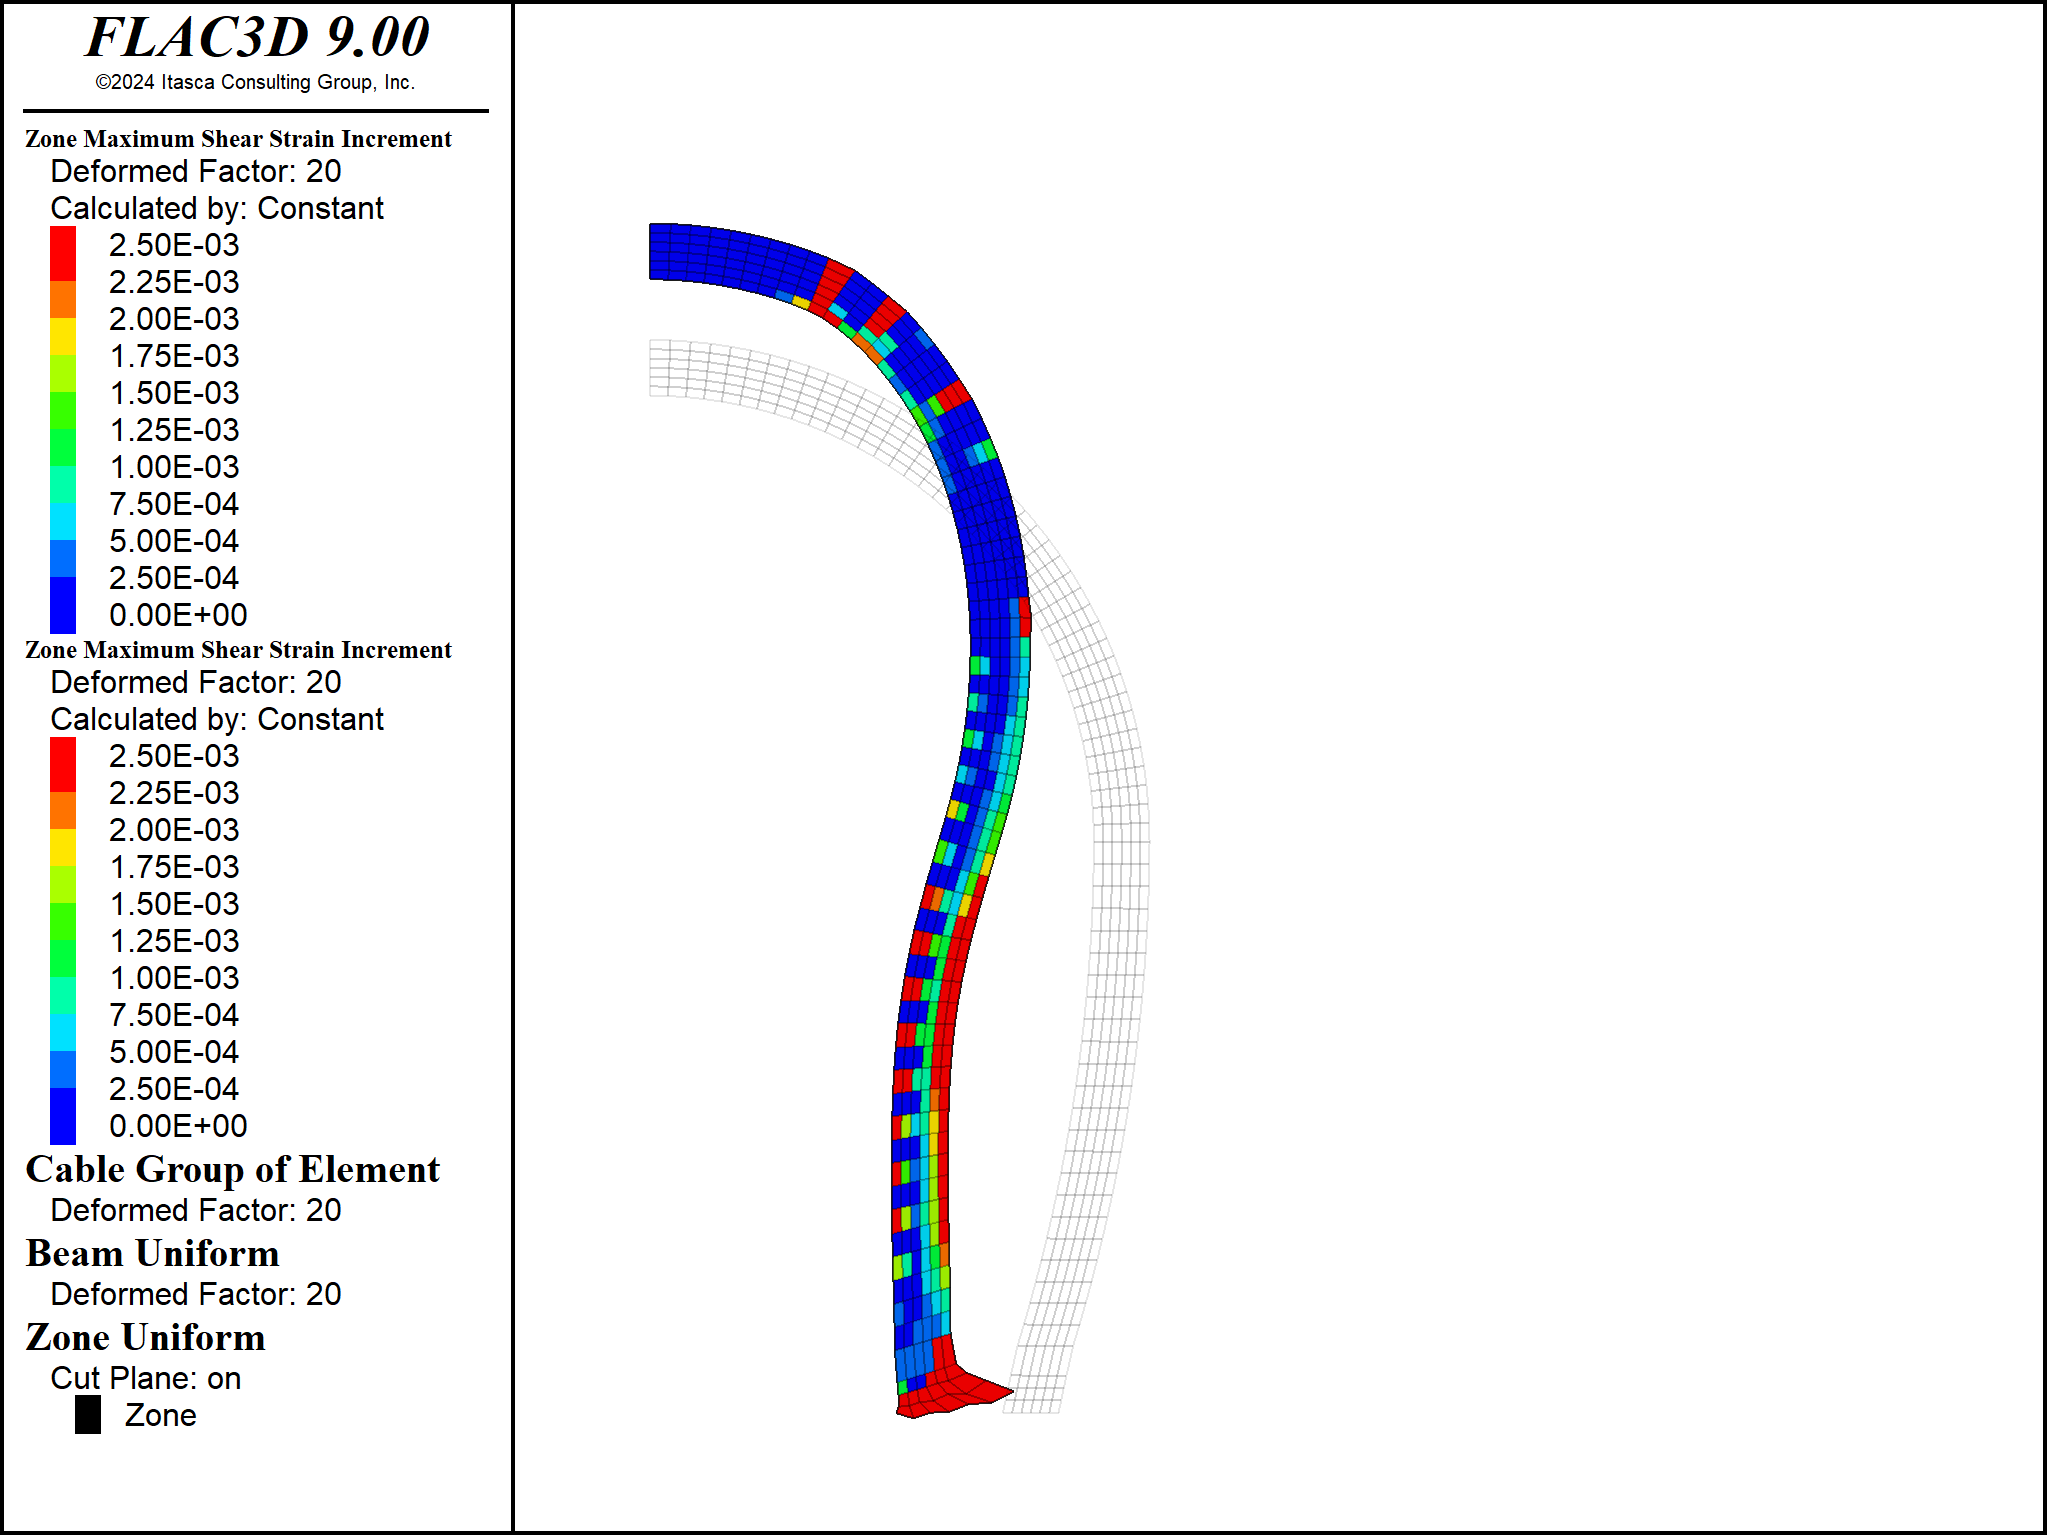 FLAC3D 9.00
©2024 Itasca Consulting Group, Inc.
Zone Maximum Shear Strain Increment
Deformed Factor: 20
Calculated by: Constant
2.50E-03
2.25E-03
2.00E-03
1.75E-03
1.50E-03
1.25E-03
1.00E-03
7.50E-04
5.00E-04
2.50E-04
0.00E+00
Zone Maximum Shear Strain Increment
Deformed Factor: 20
Calculated by: Constant
2.50E-03
2.25E-03
2.00E-03
1.75E-03
1.50E-03
1.25E-03
1.00E-03
7.50E-04
5.00E-04
2.50E-04
0.00E+00
Cable Group of Element
Deformed Factor: 20
Beam Uniform
Deformed Factor: 20
Zone Uniform
Cut Plane: on
Zone